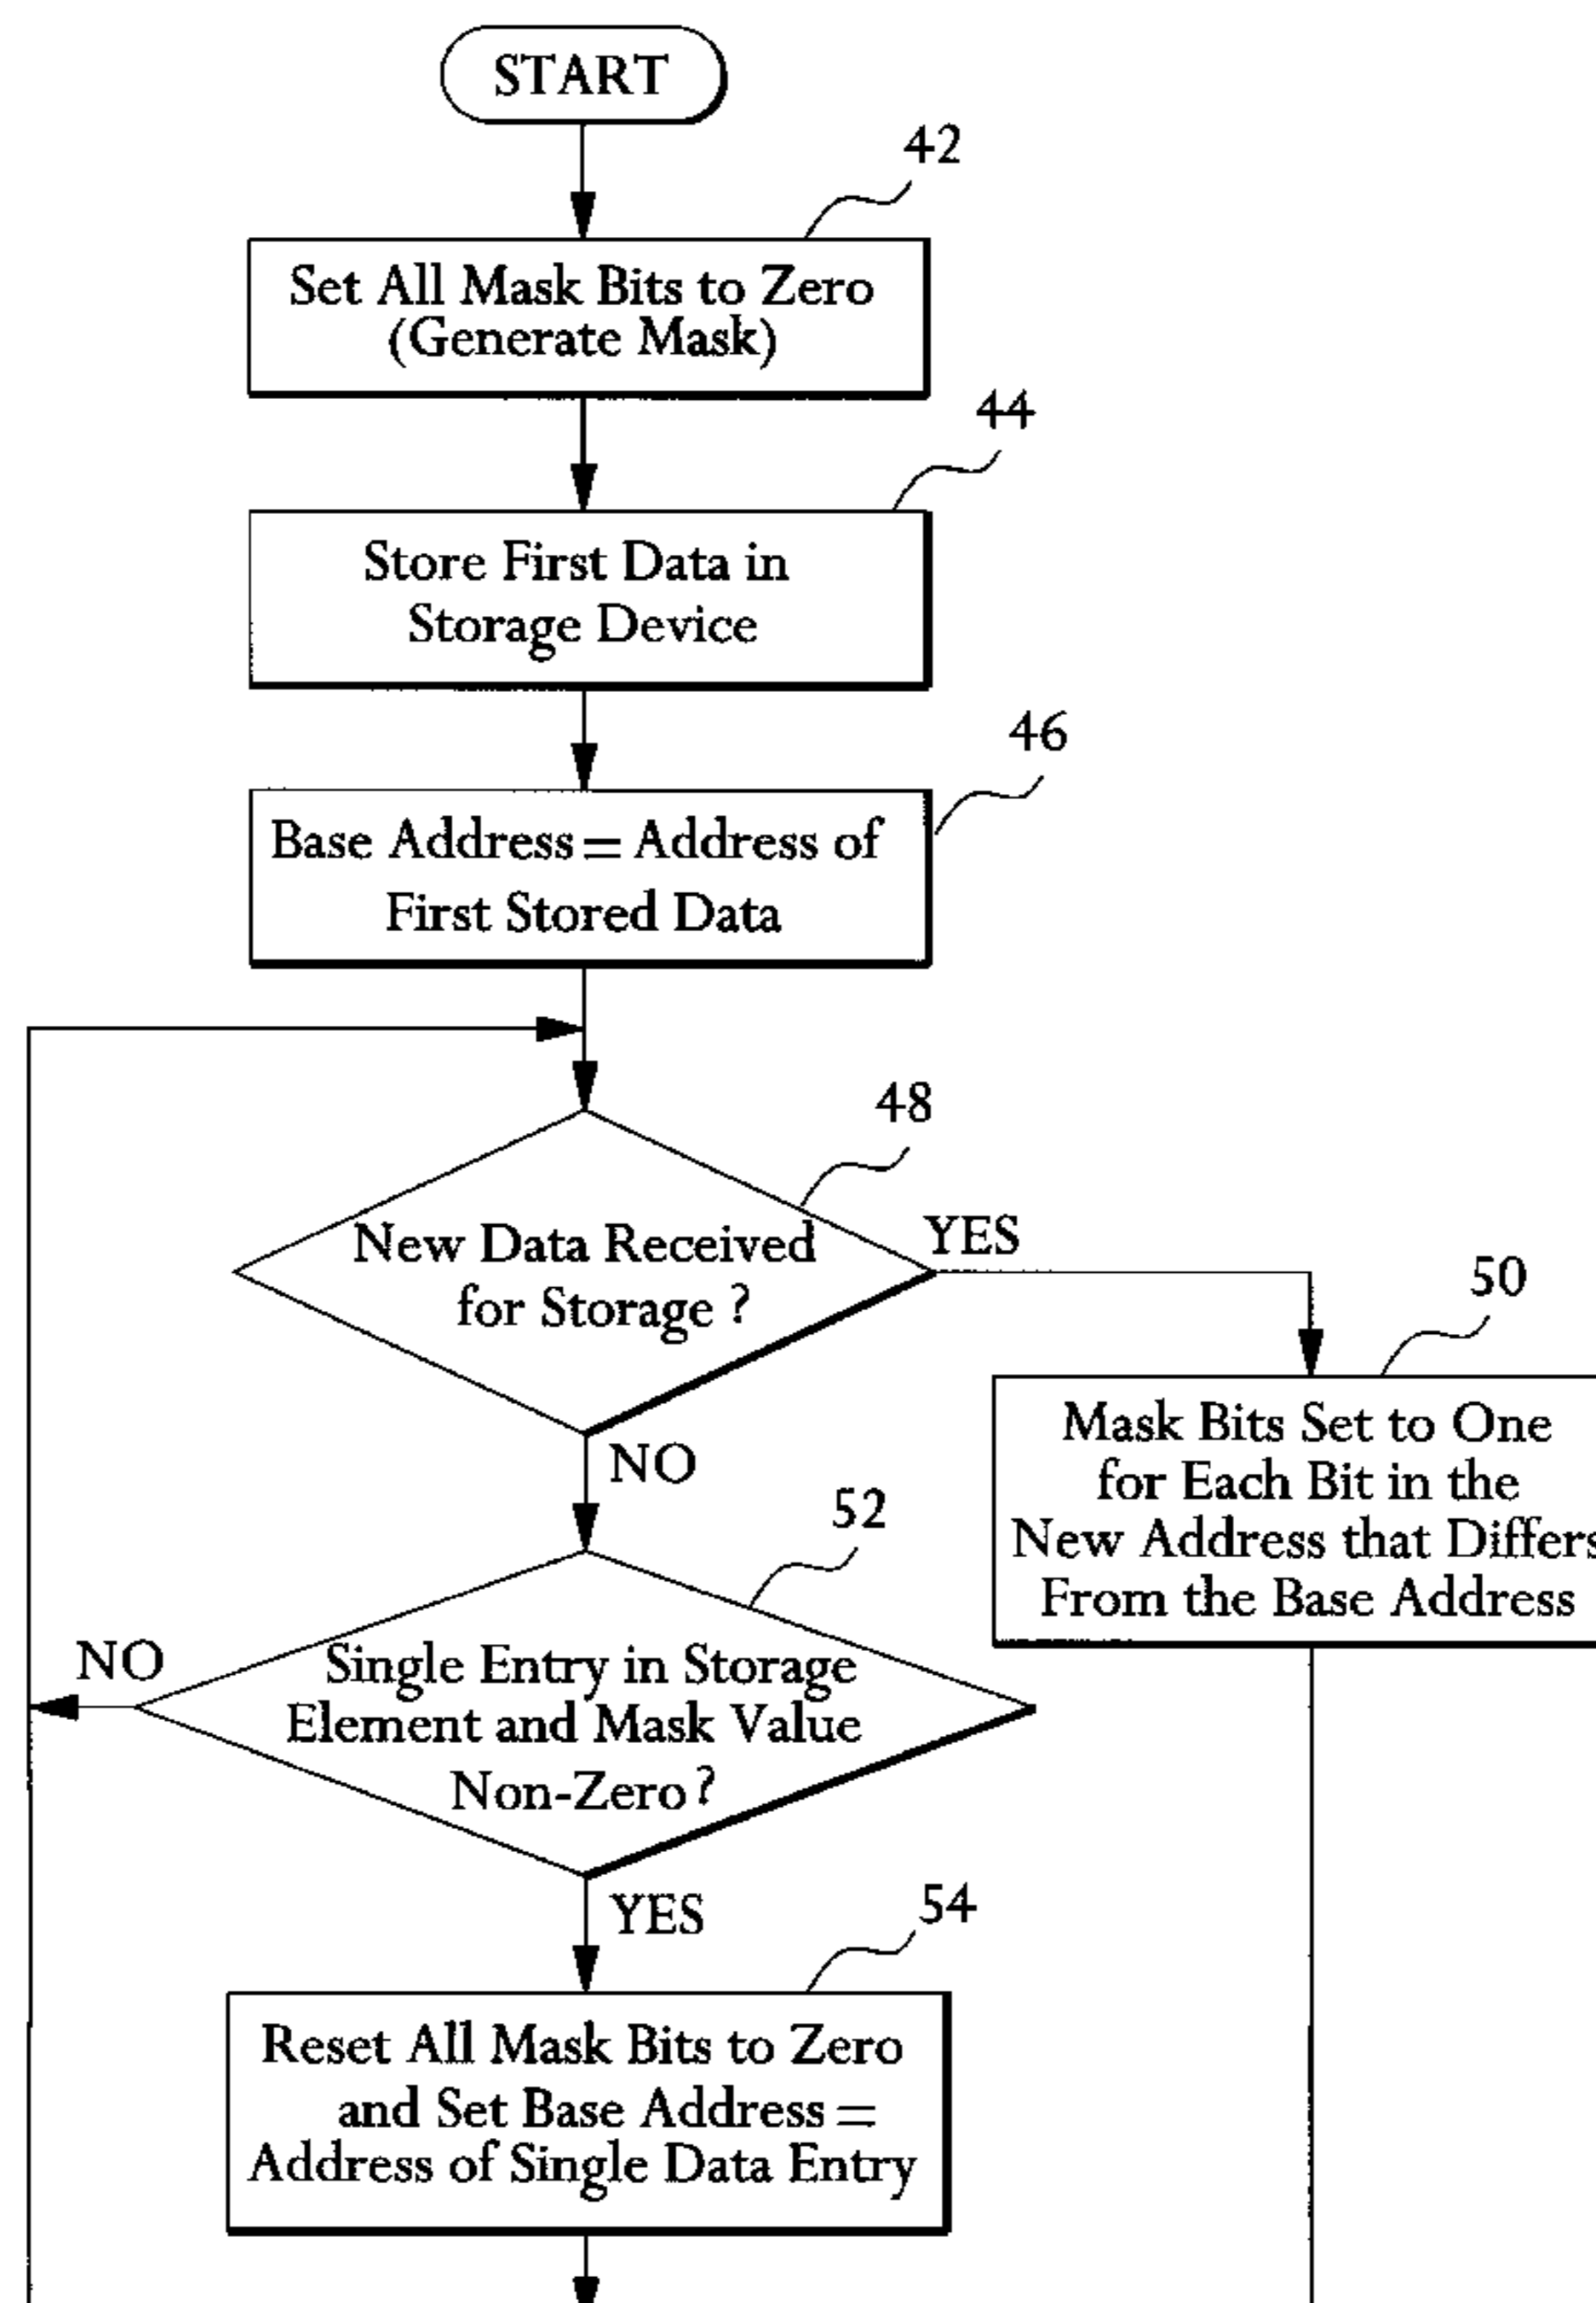 START
42
Set All Mask Bits to Zero
(Generate Mask)
44
Store First Data in
Storage Device
46
Base Address = Address of
First Stored Data
48
New Data Received
for Storage ?
YES
NO
50
Mask Bits Set to One
for Each Bit in the
New Address that Differs
From the Base Address
52
Single Entry in Storage
Element and Mask Value
Non-Zero ?
NO
YES
54
Reset All Mask Bits to Zero
and Set Base Address =
Address of Single Data Entry